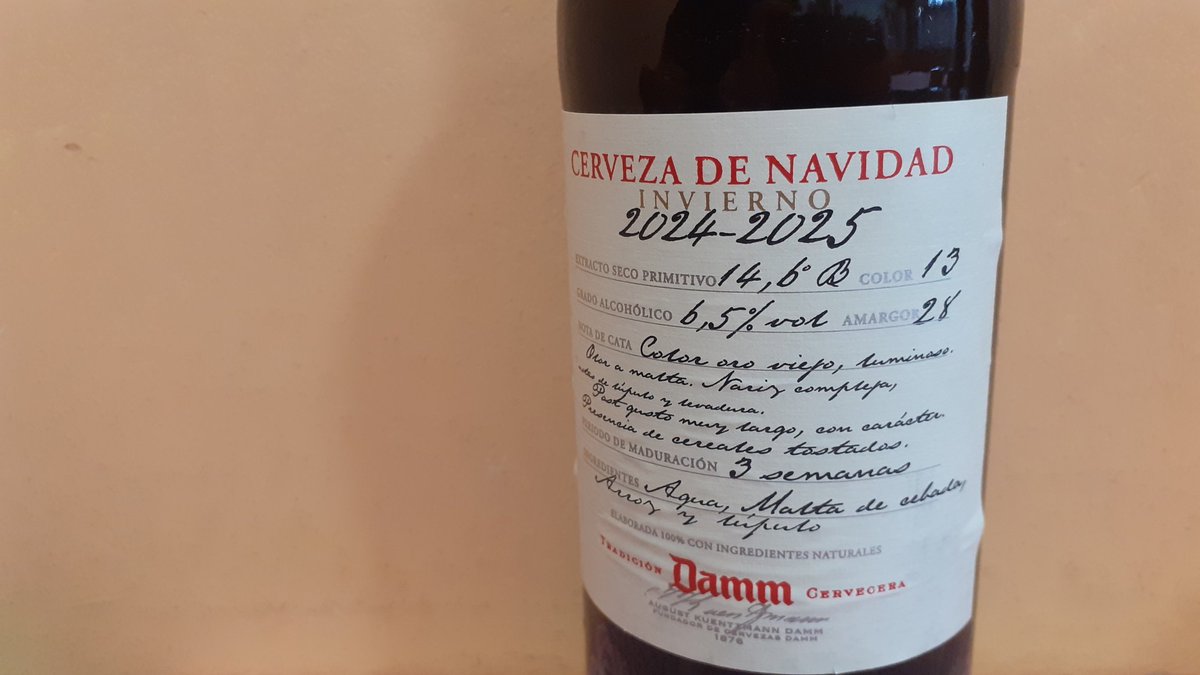 CERVEZA DE NAVIDAD
INVIERNO
2024-2025
EXTRACTO SECO PRIMITIVO 14,6º B COLOR 13
GRADO ALCOHÓLICO 6,5% vol AMARGOR 28
NOTA DE CATA Color oro viejo, luminoso.
Olor a malta. Nariz compleja,
notas de lúpulo y levadura.
Post gusto muy largo, con carácter.
Presencia de cereales tostados.
PERIODO DE MADURACIÓN 3 semanas
INGREDIENTES Agua, Malta de cebada,
Arroz y lúpulo
ELABORADA 100% CON INGREDIENTES NATURALES
TRADICIÓN Damm CERVECERA
AUGUST KUENTZMANN DAMM
FUNDADOR DE CERVEZAS DAMM
1876